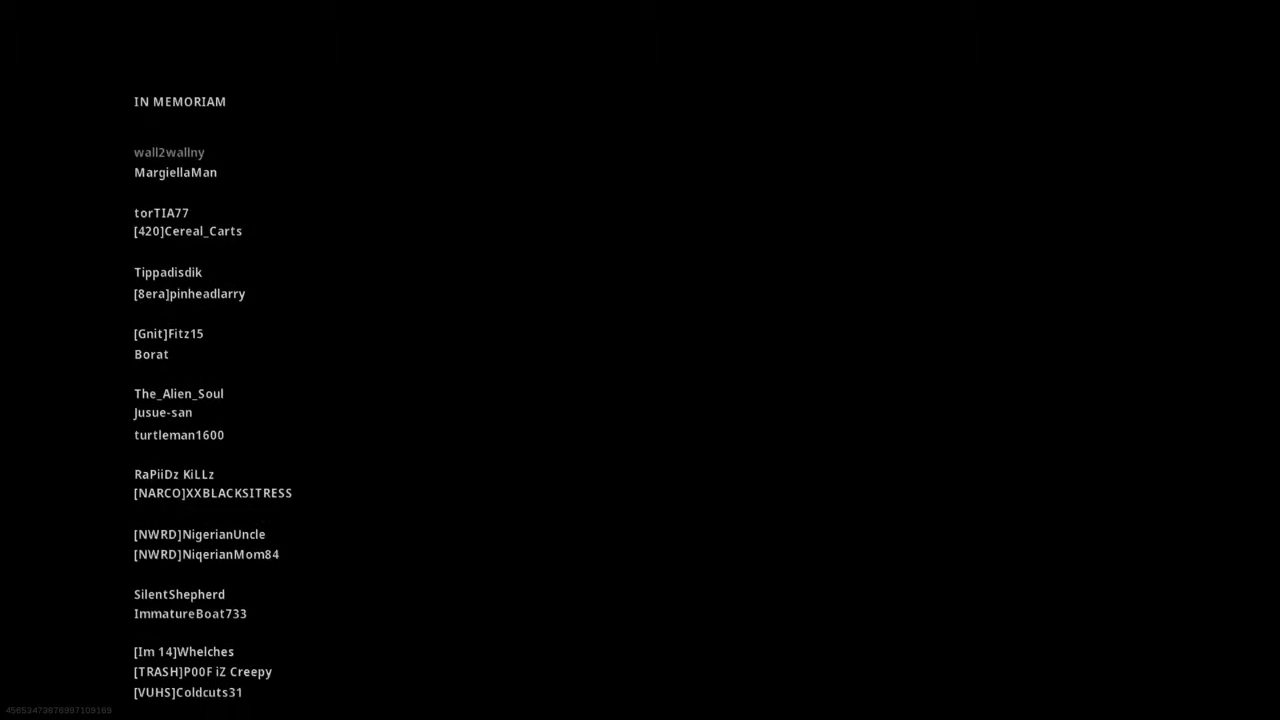 IN MEMORIAM
wall2wallny
MargiellaMan
torTIA77
[420]Cereal_Carts
Tippadisdik
[8era]pinheadlarry
[Gnit]Fitz15
Borat
The_Alien_Soul
Jusue-san
turtleman1600
RaPiiDz KiLLz
[NARCO]XXBLACKSITRESS
[NWRD]NigerianUncle
[NWRD]NiqerianMom84
SilentShepherd
ImmatureBoat733
[Im 14]Whelches
[TRASH]P00F iZ Creepy
[VUHS]Coldcuts31